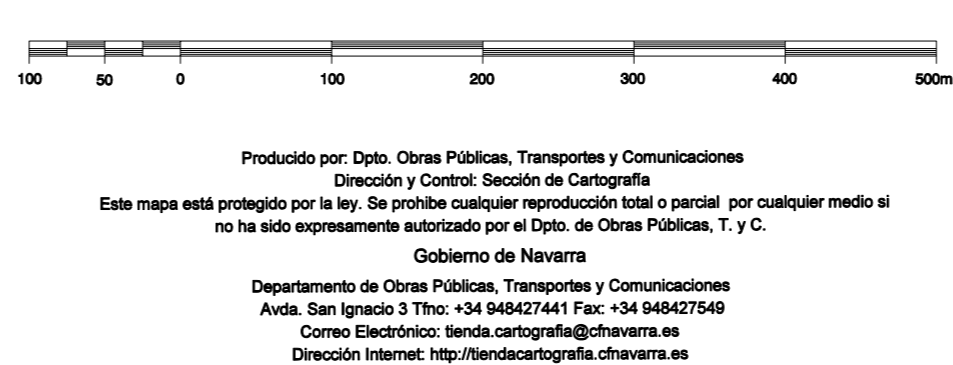 100 50 0 100 200 300 400 500m
Producido por: Dpto. Obras Públicas, Transportes y Comunicaciones
Dirección y Control: Sección de Cartografía
Este mapa está protegido por la ley. Se prohibe cualquier reproducción total o parcial por cualquier medio si
no ha sido expresamente autorizado por el Dpto. de Obras Públicas, T. y C.
Gobierno de Navarra
Departamento de Obras Públicas, Transportes y Comunicaciones
Avda. San Ignacio 3 Tfno: +34 948427441 Fax: +34 948427549
Correo Electrónico: tienda.cartografia@cfnavarra.es
Dirección Internet: http://tiendacartografia.cfnavarra.es